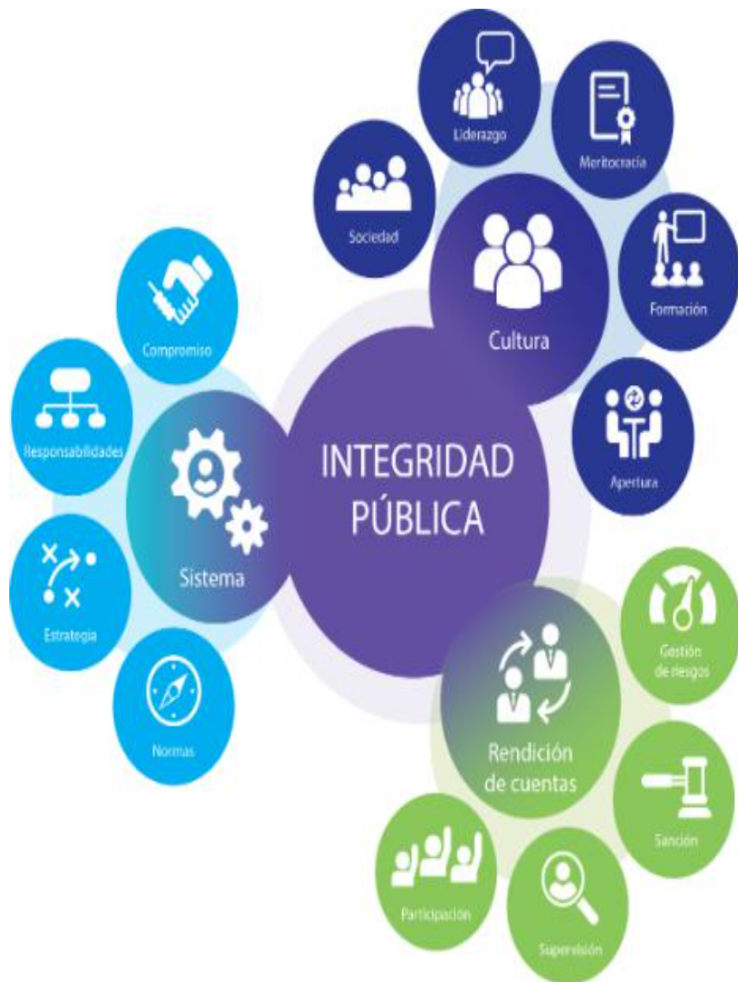 Liderazgo
Meritocracia
Sociedad
Formación
Cultura
Compromiso
Responsabilidades
INTEGRIDAD
PÚBLICA
Apertura
Sistema
Estrategia
Normas
Gestión
de riesgos
Rendición
de cuentas
Sanción
Participación
Supervisión